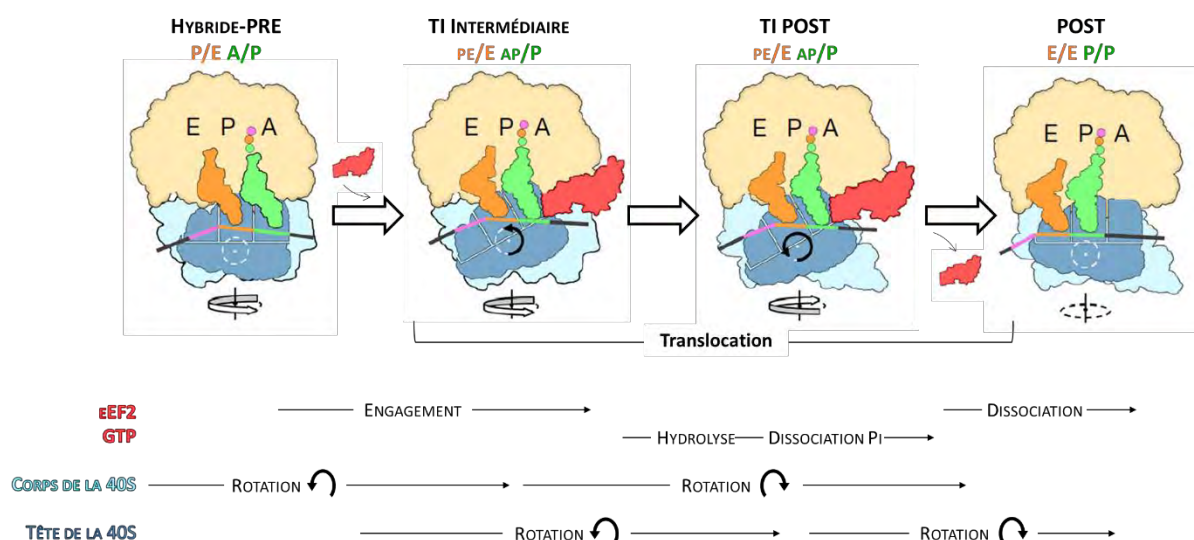 HYBRIDE-PRE
P/E A/P
TI INTERMÉDIAIRE
PE/E AP/P
TI POST
PE/E AP/P
POST
E/E P/P
E P A
E P A
E P A
E P A
Translocation
EEF2
ENGAGEMENT
DISSOCIATION
GTP
HYDROLYSE
DISSOCIATION PI
CORPS DE LA 40S
ROTATION
ROTATION
TÊTE DE LA 40S
ROTATION
ROTATION